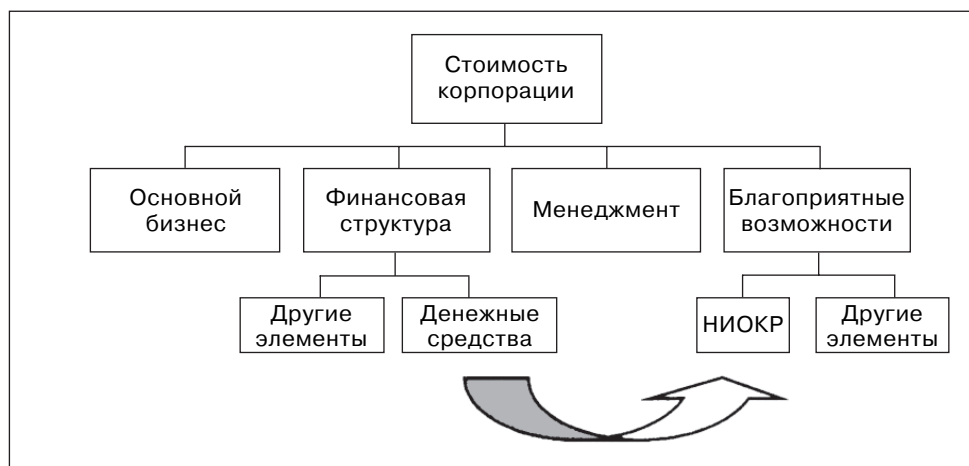 Стоимость
корпорации
Основной
бизнес
Финансовая
структура
Менеджмент
Благоприятные
возможности
Другие
элементы
Денежные
средства
НИОКР
Другие
элементы